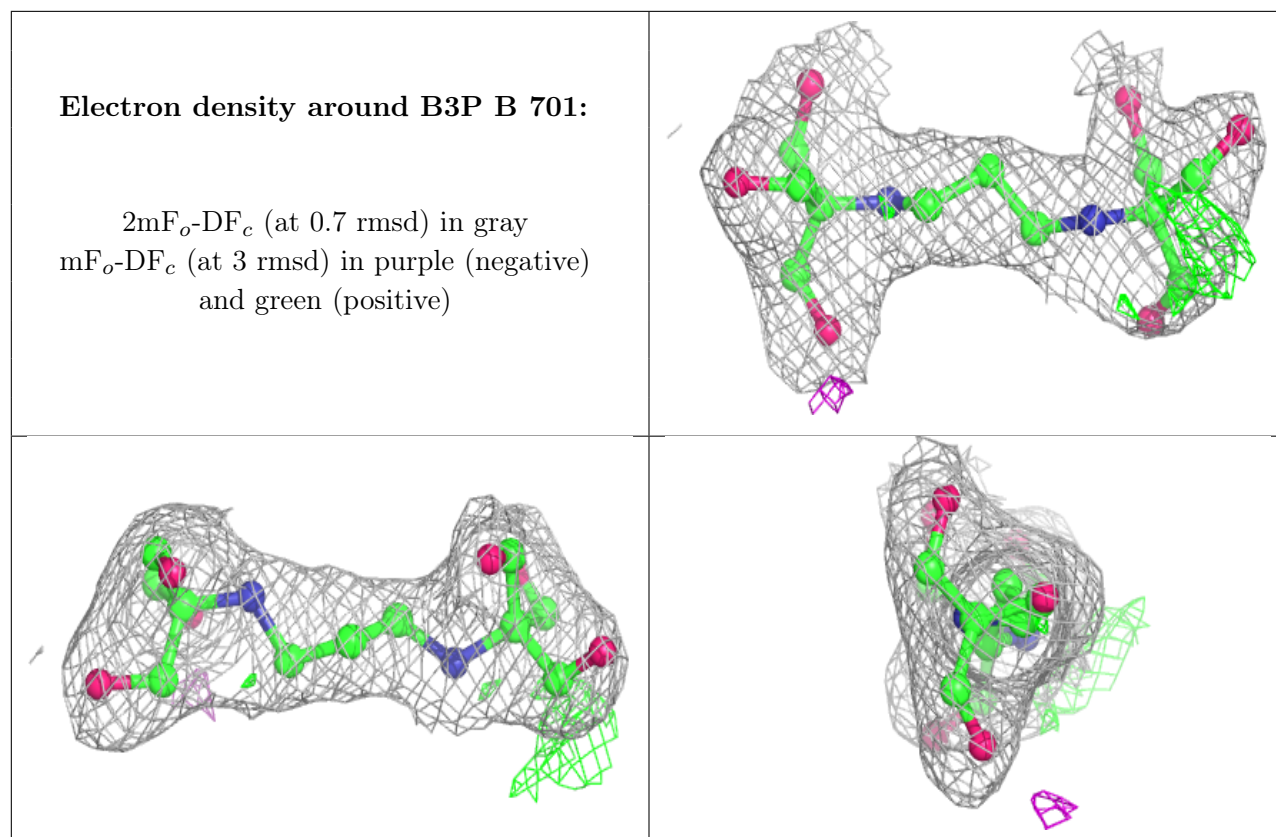 Electron density around B3P B 701:
2mFo-DFc (at 0.7 rmsd) in gray
mFo-DFc (at 3 rmsd) in purple (negative)
and green (positive)